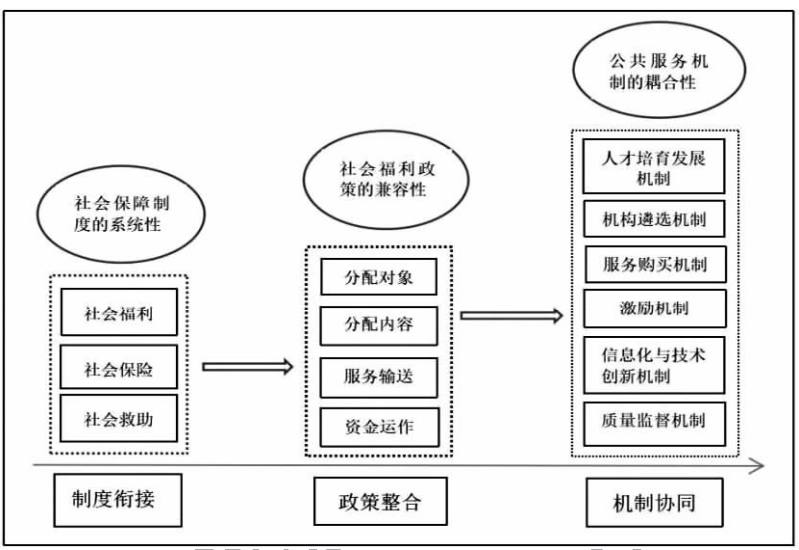 社会保障制
度的系统性
社会福利
社会保险
社会救助
制度衔接
社会福利政
策的兼容性
分配对象
分配内容
服务输送
资金运作
政策整合
公共服务机
制的耦合性
人才培育发展
机制
机构遴选机制
服务购买机制
激励机制
信息化与技术
创新机制
质量监督机制
机制协同